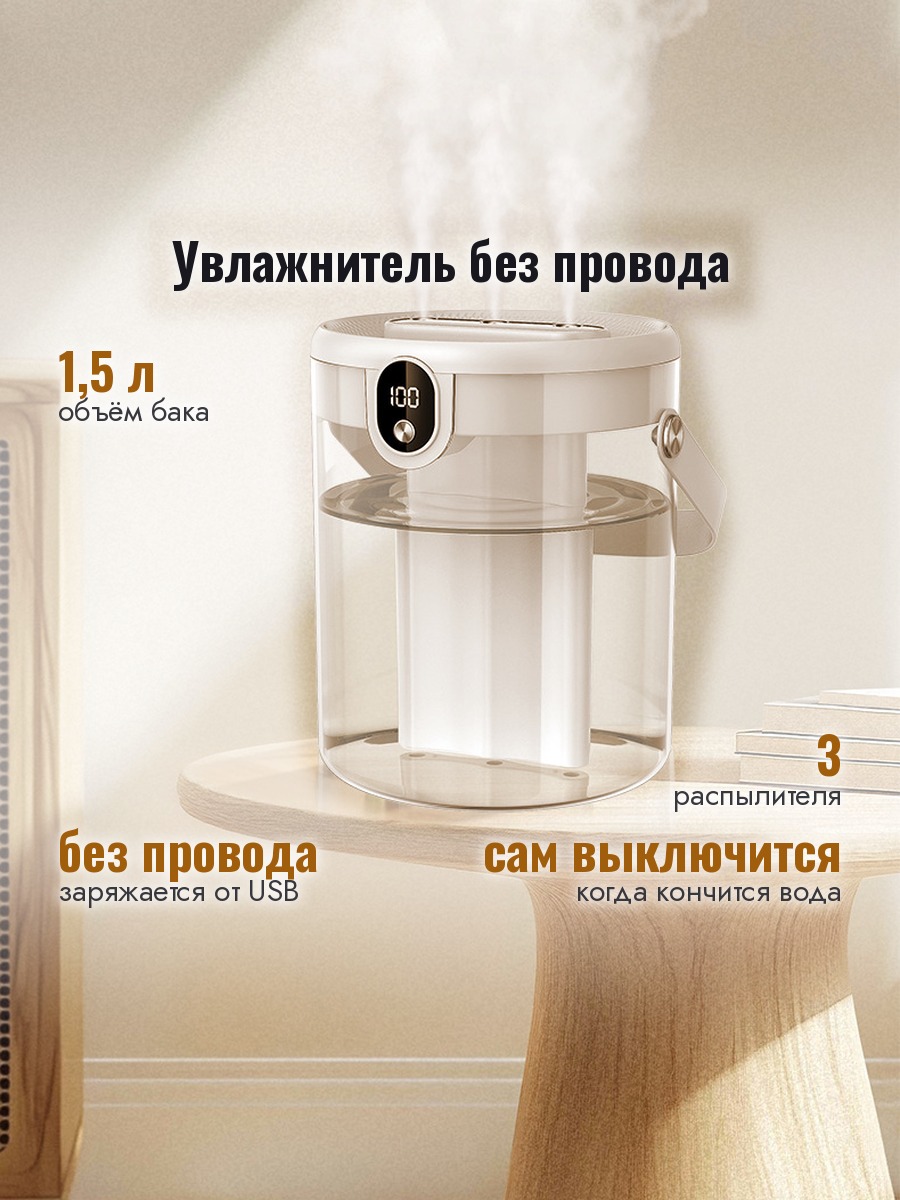 Увлажнитель без провода
1,5 л
объём бака
100
3
распылителя
без провода
заряжается от USB
сам выключится
когда кончится вода